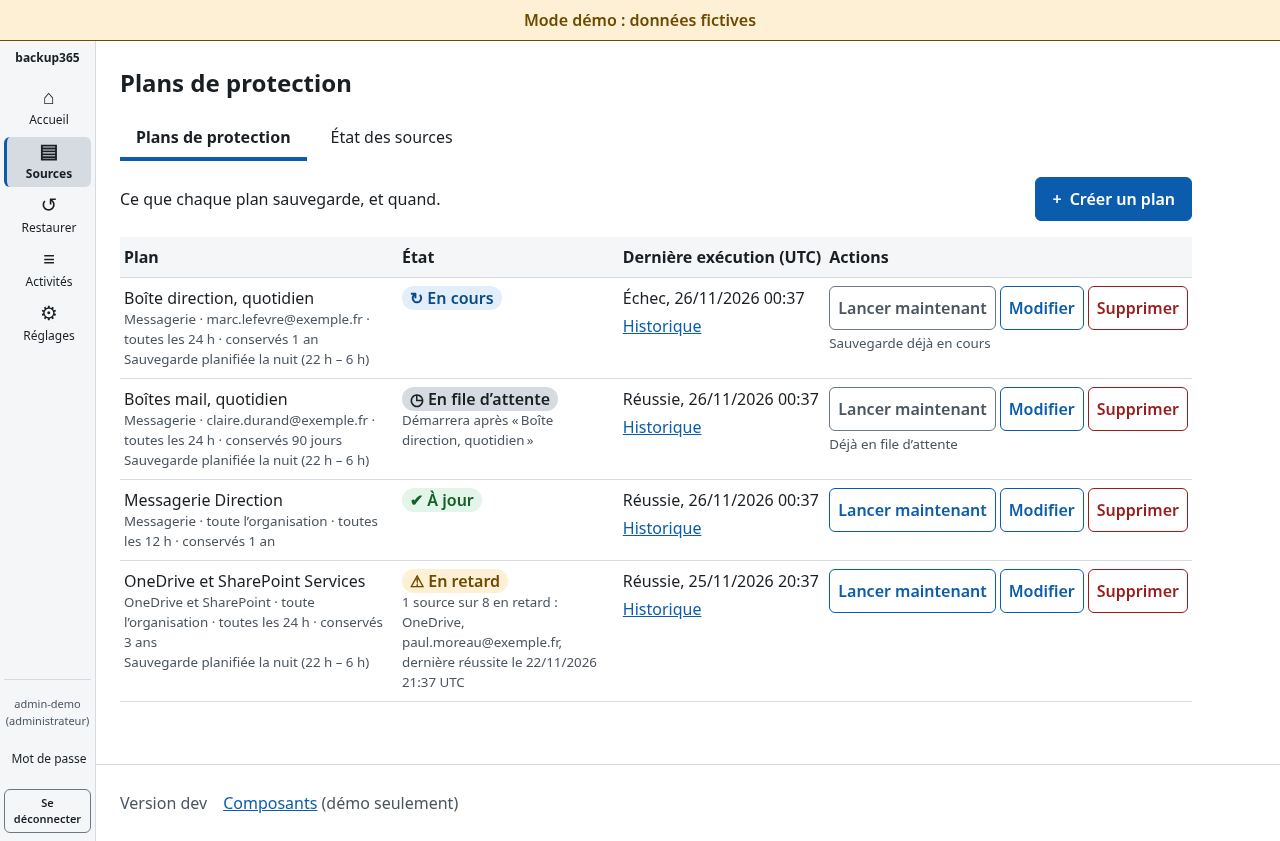 Mode démo : données fictives
backup365
Accueil
Sources
Restaurer
Activités
Réglages
admin-demo
(administrateur)
Mot de passe
Se
déconnecter
Plans de protection
Plans de protection
État des sources
Ce que chaque plan sauvegarde, et quand.
+ Créer un plan
Plan État Dernière exécution (UTC) Actions
Boîte direction, quotidien
Messagerie · marc.lefevre@exemple.fr ·
toutes les 24 h · conservés 1 an
Sauvegarde planifiée la nuit (22 h – 6 h)
↻ En cours
Échec, 26/11/2026 00:37
Historique
Lancer maintenant Modifier Supprimer
Sauvegarde déjà en cours
Boîtes mail, quotidien
Messagerie · claire.durand@exemple.fr ·
toutes les 24 h · conservés 90 jours
Sauvegarde planifiée la nuit (22 h – 6 h)
◷ En file d’attente
Démarrera après « Boîte
direction, quotidien »
Réussie, 26/11/2026 00:37
Historique
Lancer maintenant Modifier Supprimer
Déjà en file d’attente
Messagerie Direction
Messagerie · toute l’organisation · toutes
les 12 h · conservés 1 an
✔ À jour
Réussie, 26/11/2026 00:37
Historique
Lancer maintenant Modifier Supprimer
OneDrive et SharePoint Services
OneDrive et SharePoint · toute
l’organisation · toutes les 24 h · conservés
3 ans
Sauvegarde planifiée la nuit (22 h – 6 h)
⚠ En retard
1 source sur 8 en retard :
OneDrive,
paul.moreau@exemple.fr,
dernière réussite le 22/11/2026
21:37 UTC
Réussie, 25/11/2026 20:37
Historique
Lancer maintenant Modifier Supprimer
Version dev Composants (démo seulement)